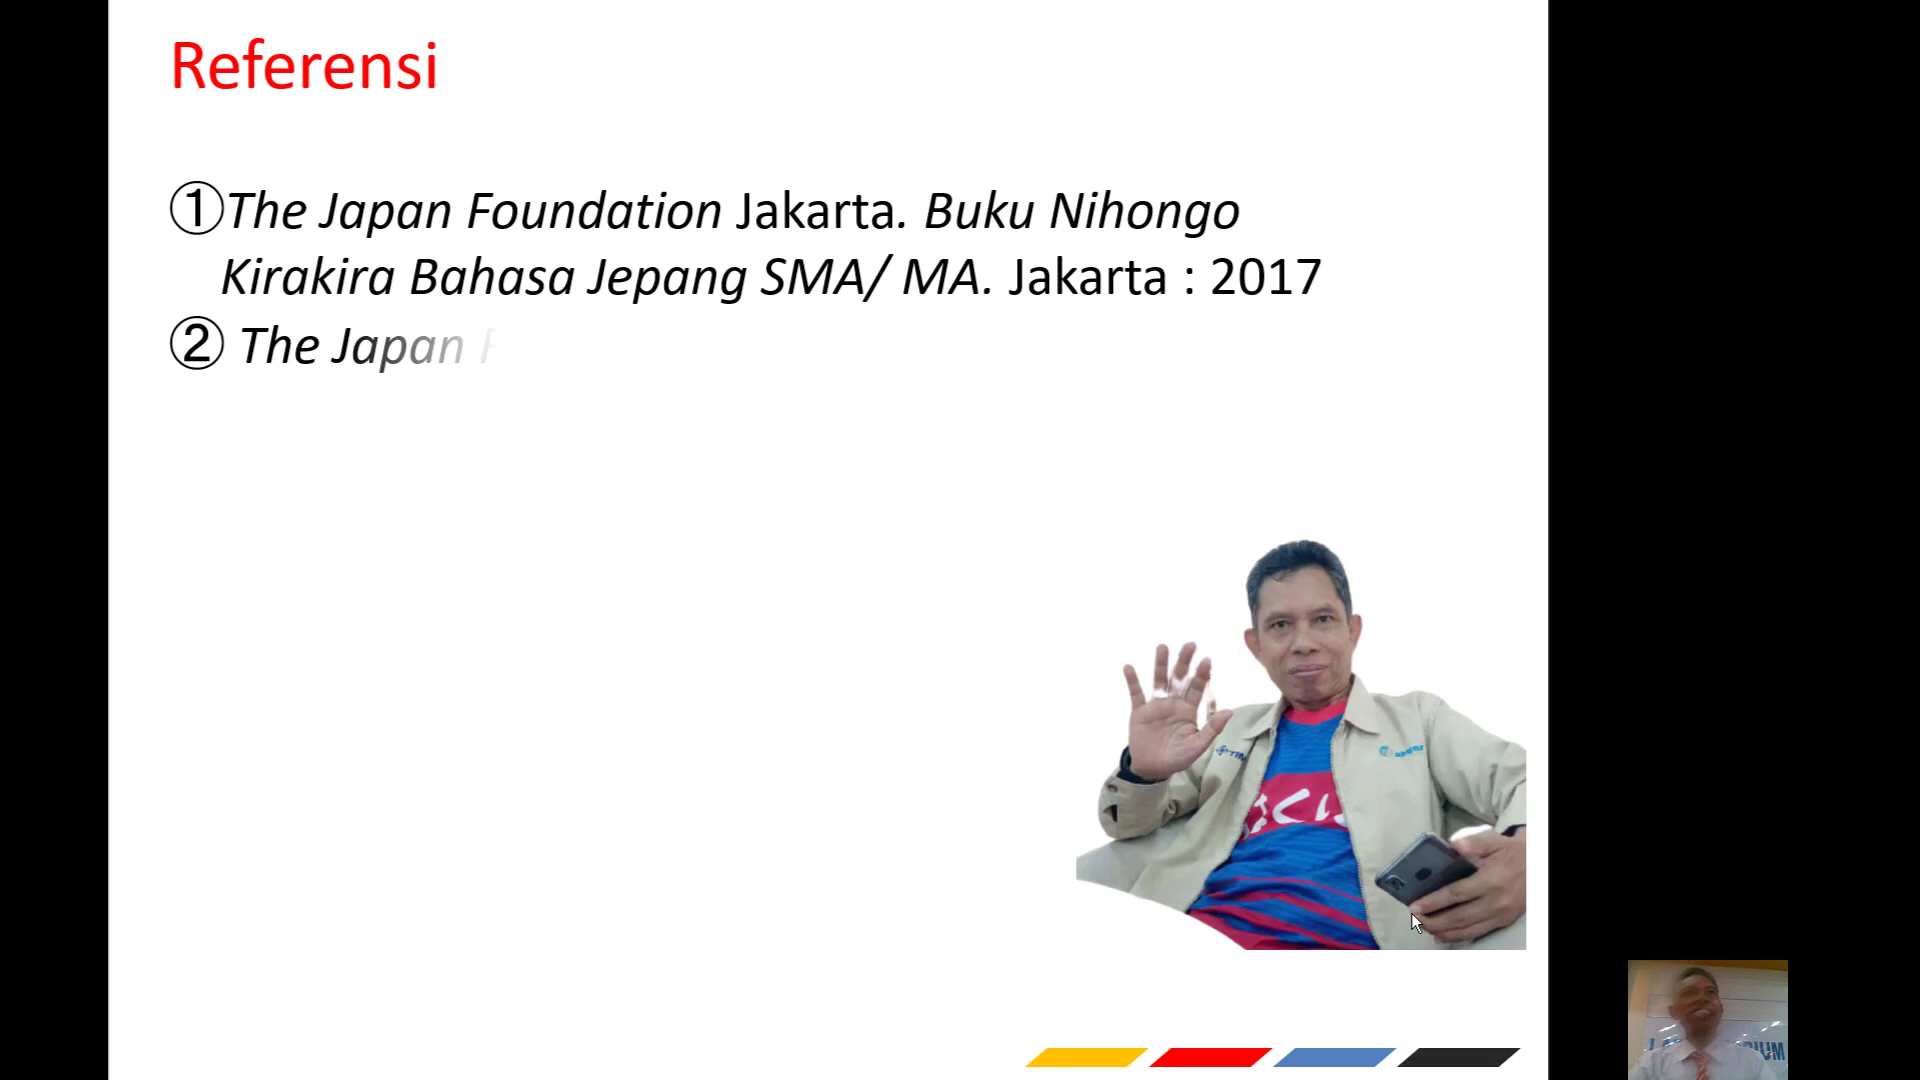 Referensi
①The Japan Foundation Jakarta. Buku Nihongo
Kirakira Bahasa Jepang SMA/ MA. Jakarta : 2017
② The Japan